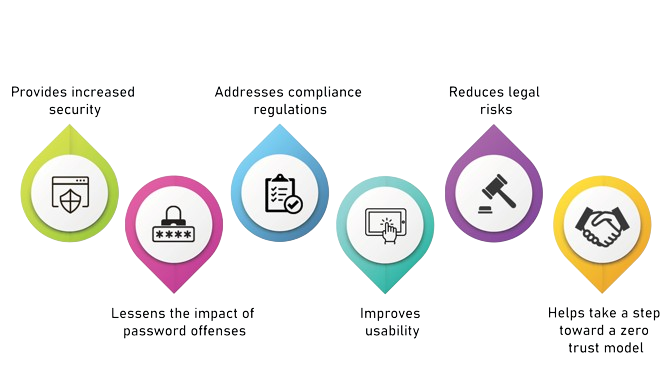 Provides increased
security
Addresses compliance
regulations
Reduces legal
risks
****
Lessens the impact of
password offenses
Improves
usability
Helps take a step
toward a zero
trust model